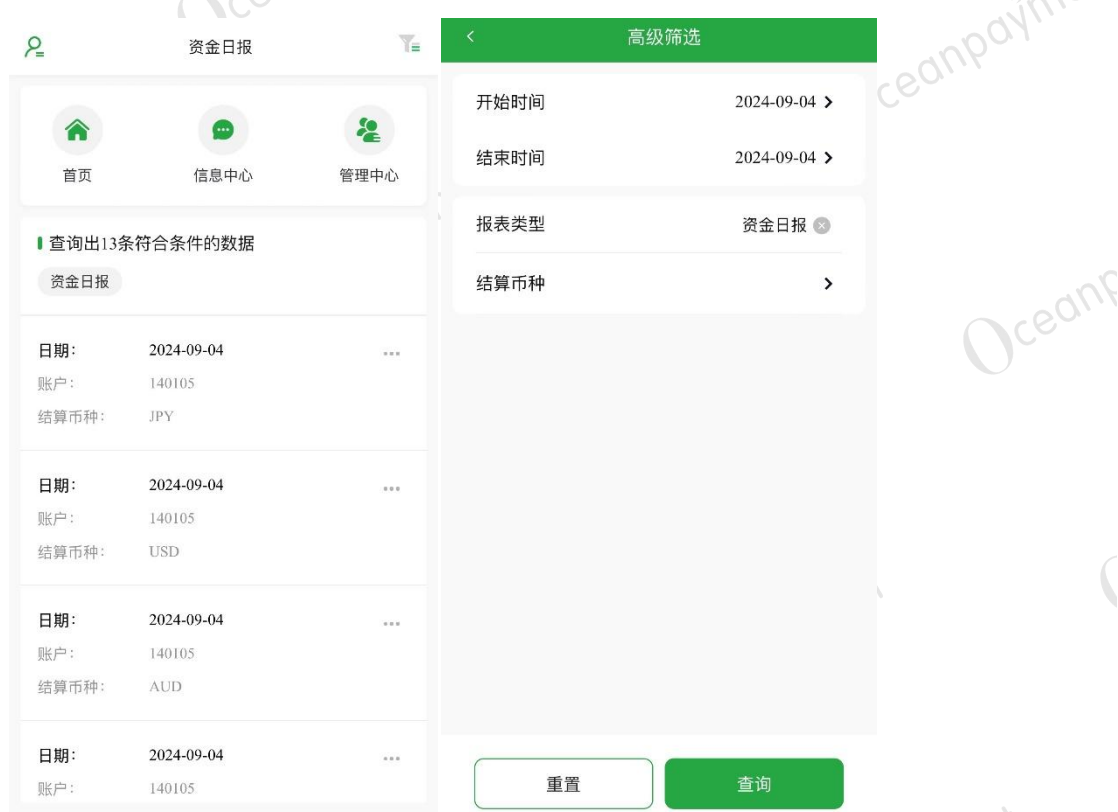 资金日报
首页
信息中心
管理中心
查询出13条符合条件的数据
资金日报
日期: 2024-09-04
账户: 140105
结算币种: JPY
日期: 2024-09-04
账户: 140105
结算币种: USD
日期: 2024-09-04
账户: 140105
结算币种: AUD
日期: 2024-09-04
账户: 140105
高级筛选
开始时间 2024-09-04
结束时间 2024-09-04
报表类型 资金日报
结算币种
重置
查询